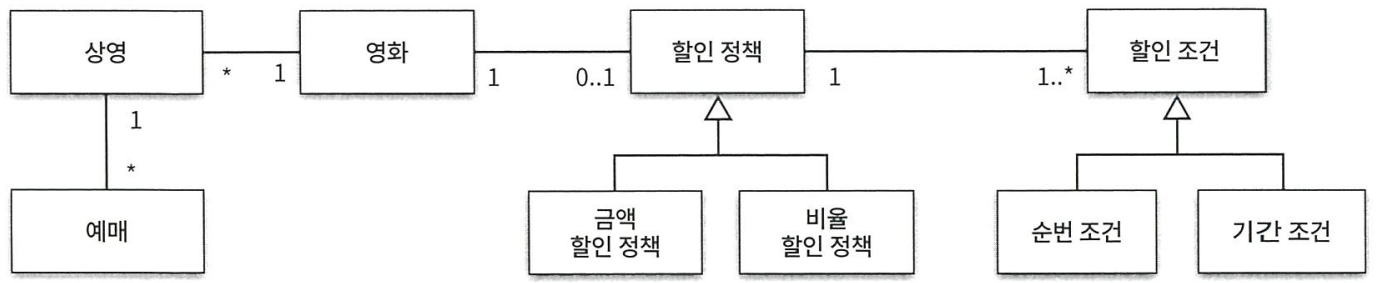 상영
영화
할인 정책
할인 조건
*
1
1
0..1
1
1..*
1
*
예매
금액
할인 정책
비율
할인 정책
순번 조건
기간 조건